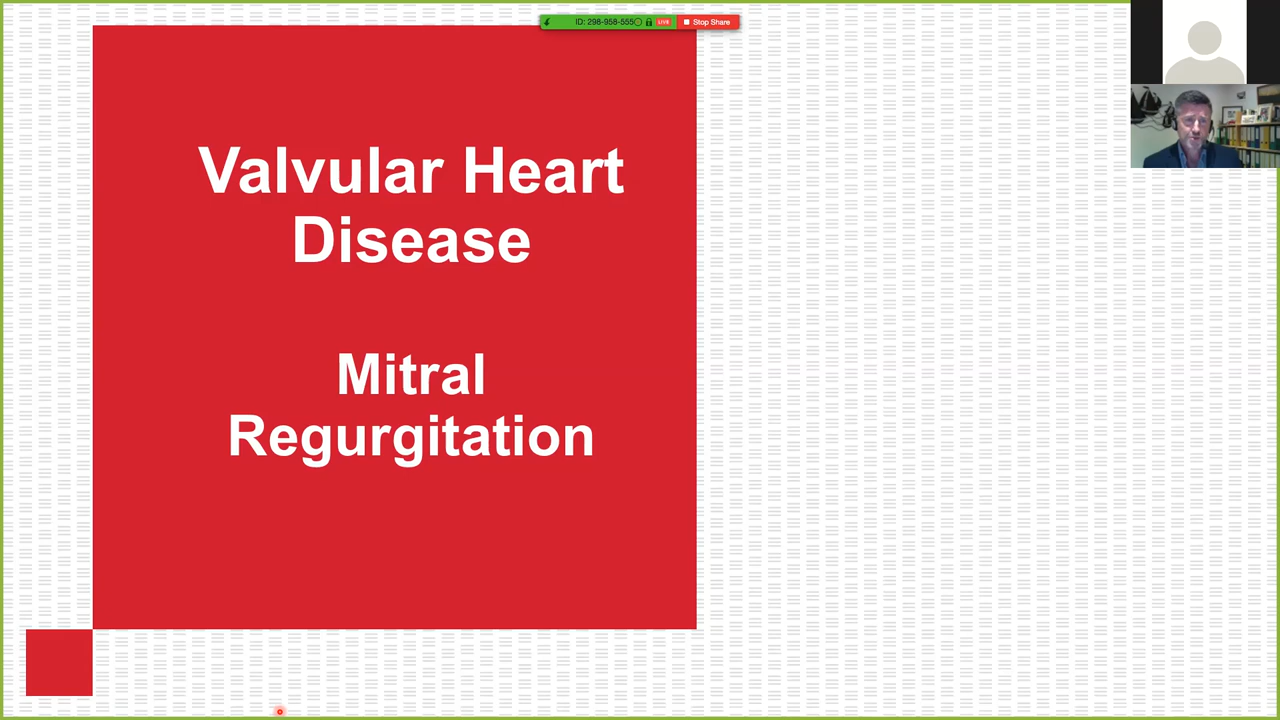 ID: 298-958-555
LIVE
Stop Share
Valvular Heart
Disease
Mitral
Regurgitation